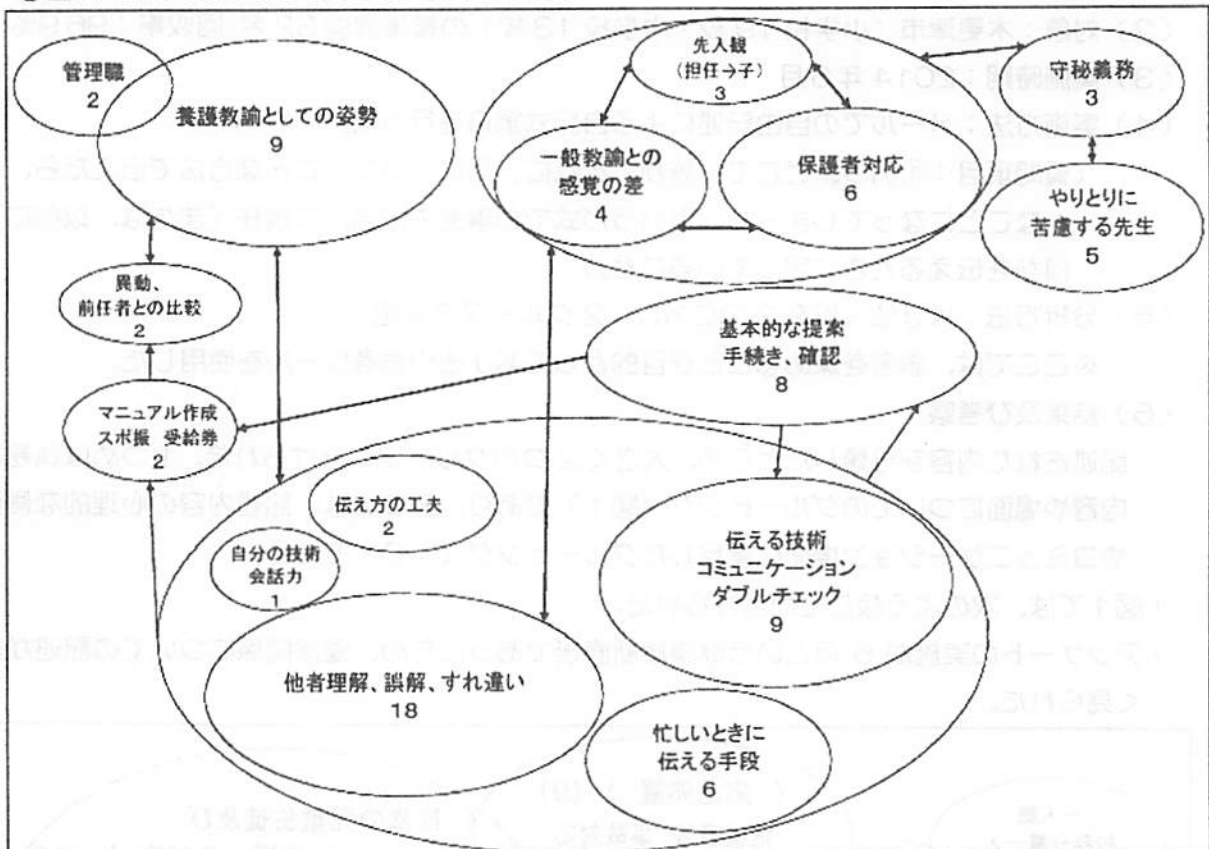 管理職
2
養護教諭としての姿勢
9
先入観
(担任→子)
3
一般教諭との
感覚の差
4
保護者対応
6
守秘義務
3
やりとりに
苦慮する先生
5
異動、
前任者との比較
2
マニュアル作成
スポ振 受給券
2
基本的な提案
手続き、確認
8
伝え方の工夫
2
自分の技術
会話力
1
伝える技術
コミュニケーション
ダブルチェック
9
他者理解、誤解、すれ違い
18
忙しいときに
伝える手段
6